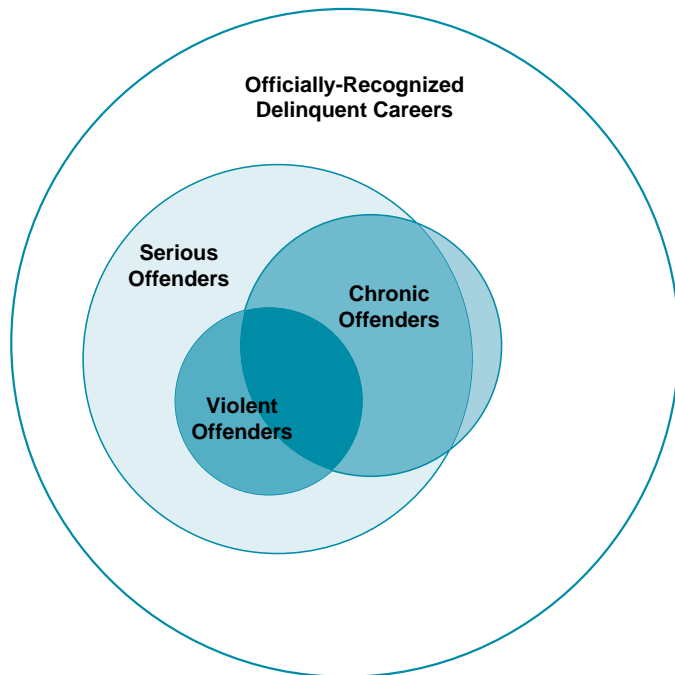 Officially-Recognized
Delinquent Careers
Serious
Offenders
Chronic
Offenders
Violent
Offenders